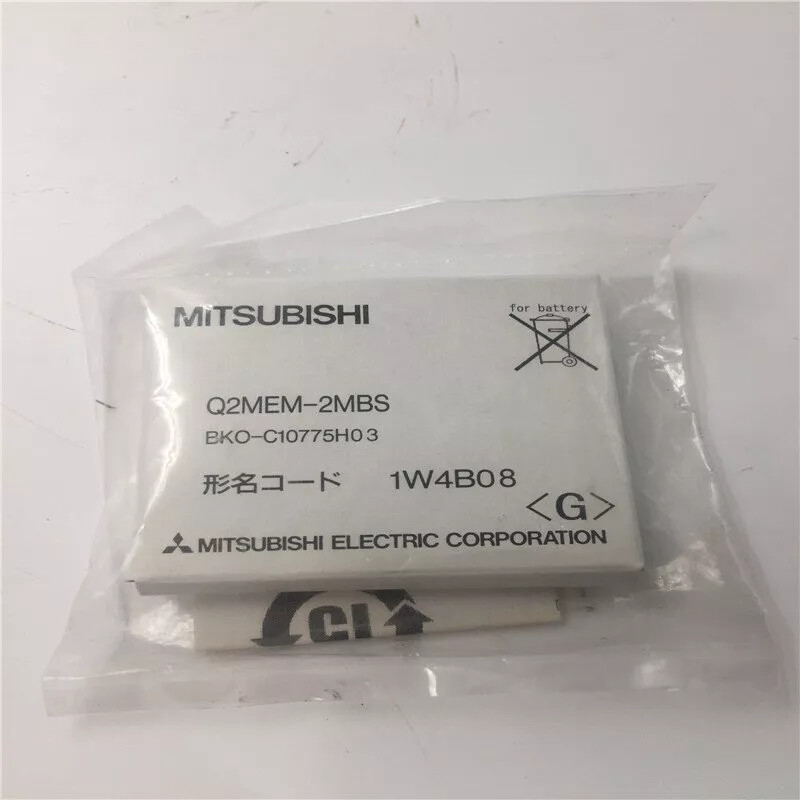 MITSUBISHI
for battery
Q2MEM-2MBS
BKO-C10775H03
形名コード 1W4B08
<G>
MITSUBISHI ELECTRIC CORPORATION